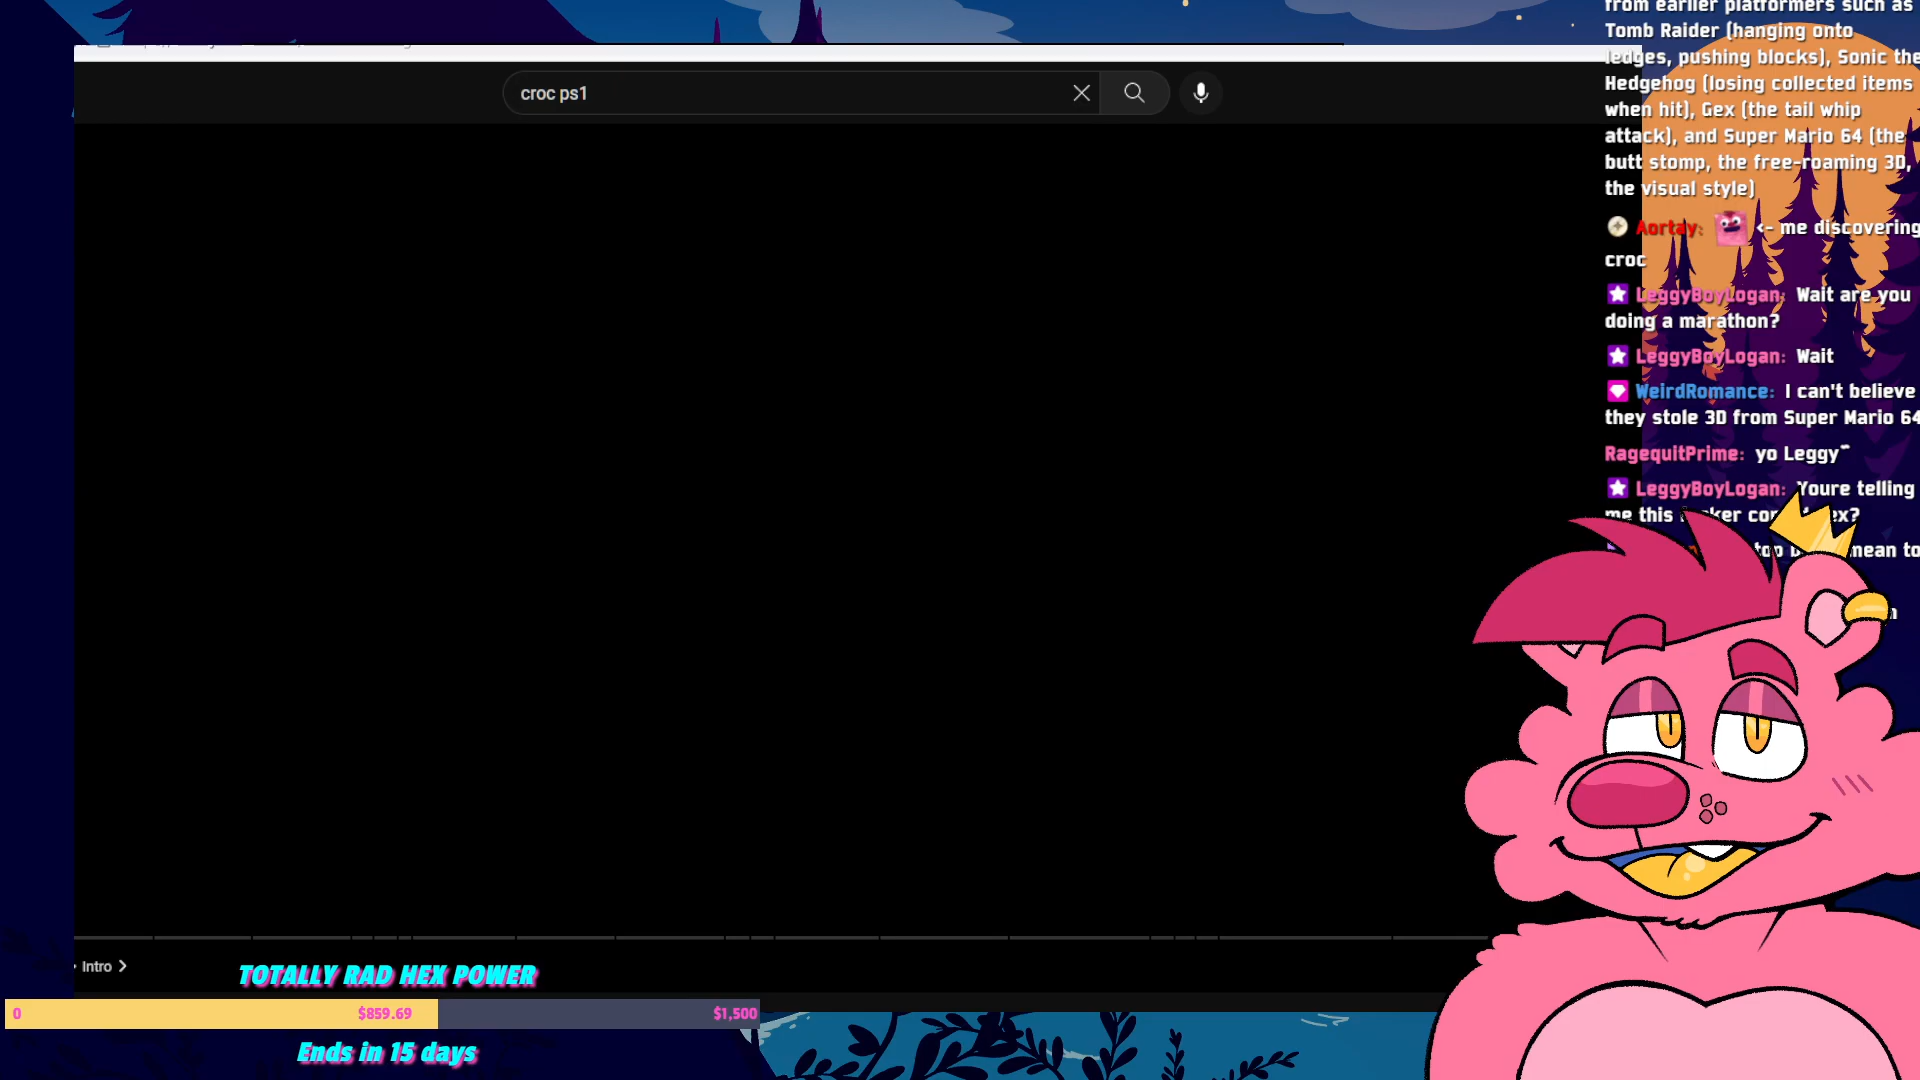 croc ps1
from earlier platformers such as
Tomb Raider (hanging onto
ledges, pushing blocks), Sonic the
Hedgehog (losing collected items
when hit), Gex (the tail whip
attack), and Super Mario 64 (the
butt stomp, the free-roaming 3D,
the visual style)
Aortay: <- me discovering
croc
LeggyBoyLogan: Wait are you
doing a marathon?
LeggyBoyLogan: Wait
WeirdRomance: I can't believe
they stole 3D from Super Mario 64
RagequitPrime: yo Leggy~
LeggyBoyLogan: Youre telling
me this
mean to
Intro
TOTALLY RAD HEX POWER
0 $859.69 $1,500
Ends in 15 days